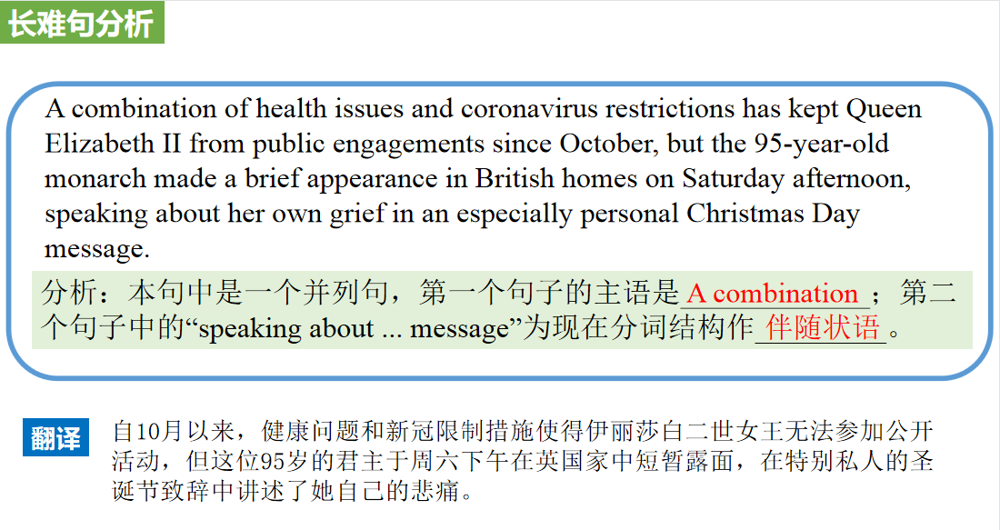 长难句分析
A combination of health issues and coronavirus restrictions has kept Queen
Elizabeth II from public engagements since October, but the 95-year-old
monarch made a brief appearance in British homes on Saturday afternoon,
speaking about her own grief in an especially personal Christmas Day
message.
分析：本句中是一个并列句，第一个句子的主语是 A combination ；第二
个句子中的“speaking about ... message”为现在分词结构作 伴随状语 。
翻译
自10月以来，健康问题和新冠限制措施使得伊丽莎白二世女王无法参加公开
活动，但这位95岁的君主于周六下午在英国家中短暂露面，在特别私人的圣
诞节致辞中讲述了她自己的悲痛。